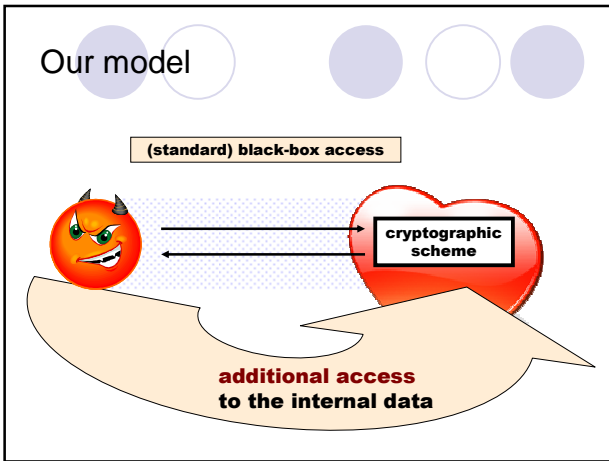 Our model
(standard) black-box access
cryptographic
scheme
additional access
to the internal data